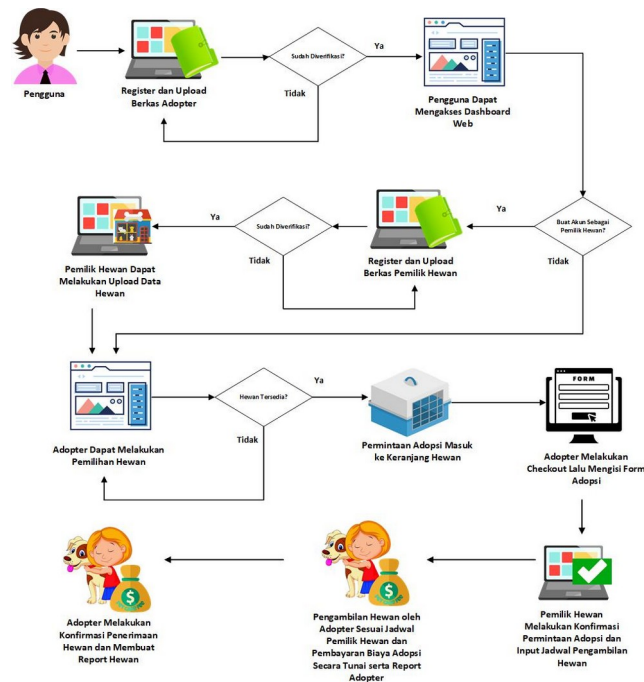 Pengguna
Register dan Upload
Berkas Adopter
Sudah Diverifikasi?
Ya
Tidak
Pengguna Dapat
Mengakses Dashboard
Web
Buat Akun Sebagai
Pemilik Hewan?
Ya
Tidak
Register dan Upload
Berkas Pemilik Hewan
Sudah Diverifikasi?
Ya
Tidak
Pemilik Hewan Dapat
Melakukan Upload Data
Hewan
Adopter Dapat Melakukan
Pemilihan Hewan
Hewan Tersedia?
Ya
Tidak
Permintaan Adopsi Masuk
ke Keranjang Hewan
FORM
Adopter Melakukan
Checkout Lalu Mengisi Form
Adopsi
Pemilik Hewan
Melakukan Konfirmasi
Permintaan Adopsi dan
Input Jadwal Pengambilan
Hewan
$
Pengambilan Hewan oleh
Adopter Sesuai Jadwal
Pemilik Hewan dan
Pembayaran Biaya Adopsi
Secara Tunai serta Report
Adopter
$
Adopter Melakukan
Konfirmasi Penerimaan
Hewan dan Membuat
Report Hewan